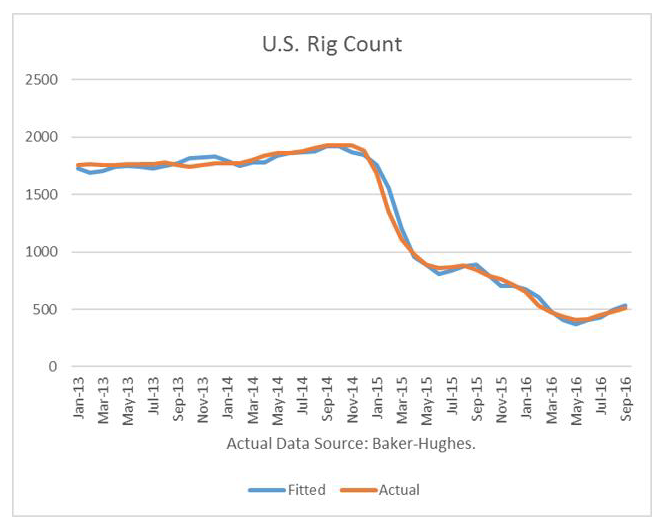 U.S. Rig Count
2500
2000
1500
1000
500
0
Jan-13
Mar-13
May-13
Jul-13
Sep-13
Nov-13
Jan-14
Mar-14
May-14
Jul-14
Sep-14
Nov-14
Jan-15
Mar-15
May-15
Jul-15
Sep-15
Nov-15
Jan-16
Mar-16
May-16
Jul-16
Sep-16
Actual Data Source: Baker-Hughes.
Fitted Actual